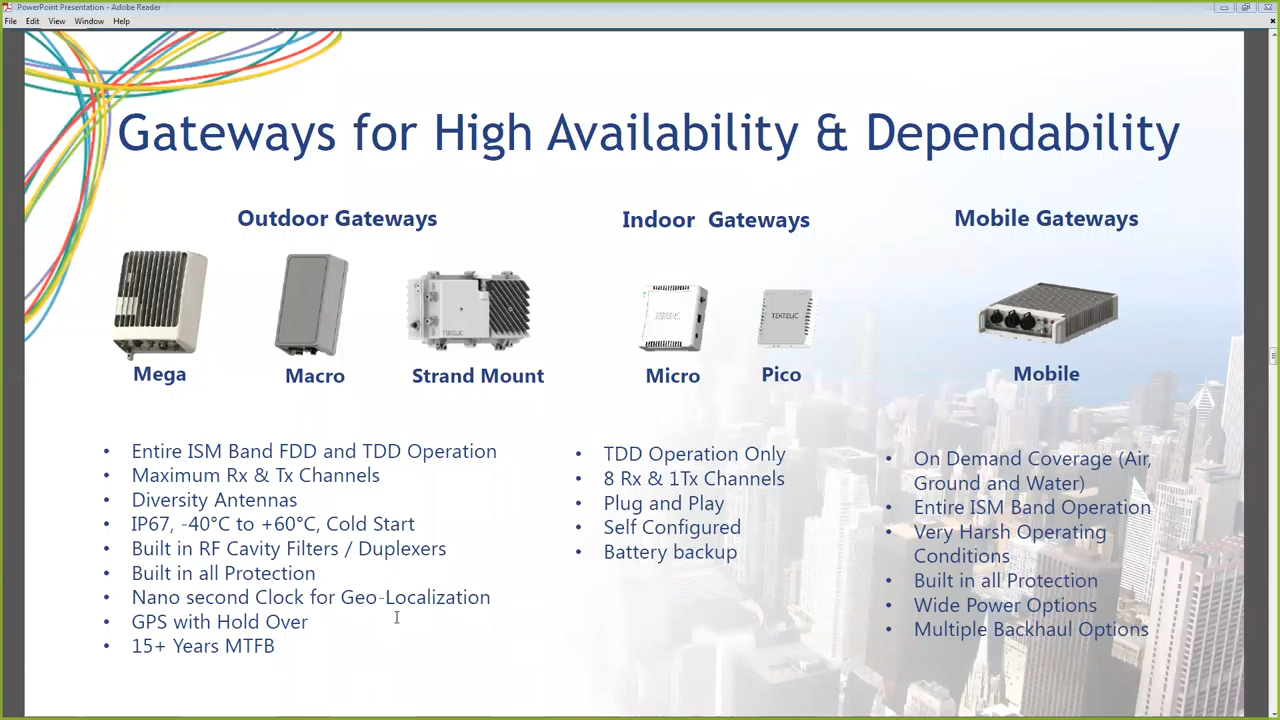 PowerPoint Presentation - Adobe Reader
File Edit View Window Help
Gateways for High Availability & Dependability
Outdoor Gateways
Indoor Gateways
Mobile Gateways
TEKTELIC
TEKTELIC
Mega
Macro
Strand Mount
Micro
Pico
Mobile
• Entire ISM Band FDD and TDD Operation
• Maximum Rx & Tx Channels
• Diversity Antennas
• IP67, -40°C to +60°C, Cold Start
• Built in RF Cavity Filters / Duplexers
• Built in all Protection
• Nano second Clock for Geo-Localization
• GPS with Hold Over
• 15+ Years MTFB
• TDD Operation Only
• 8 Rx & 1Tx Channels
• Plug and Play
• Self Configured
• Battery backup
• On Demand Coverage (Air,
Ground and Water)
• Entire ISM Band Operation
• Very Harsh Operating
Conditions
• Built in all Protection
• Wide Power Options
• Multiple Backhaul Options